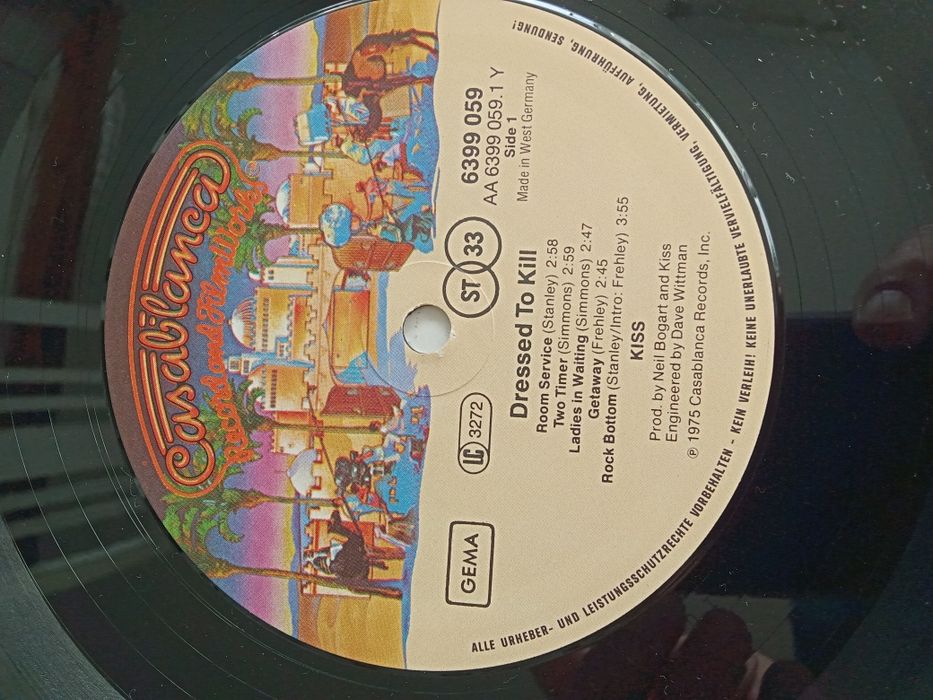 Casablanca
Record and FilmWorks
6399 059
AA 6399 059.1 Y
Side 1
Made in West Germany
ST 33
LC 3272
GEMA
Dressed To Kill
Room Service (Stanley) 2:58
Two Timer (Simmons) 2:59
Ladies in Waiting (Simmons) 2:47
Getaway (Frehley) 2:45
Rock Bottom (Stanley/Intro: Frehley) 3:55
KISS
Prod. by Neil Bogart and Kiss
Engineered by Dave Wittman
℗ 1975 Casablanca Records, Inc.
ALLE URHEBER- UND LEISTUNGSSCHUTZRECHTE VORBEHALTEN - KEIN VERLEIH! KEINE UNERLAUBTE VERVIELFÄLTIGUNG, VERMIETUNG, AUFFÜHRUNG, SENDUNG!